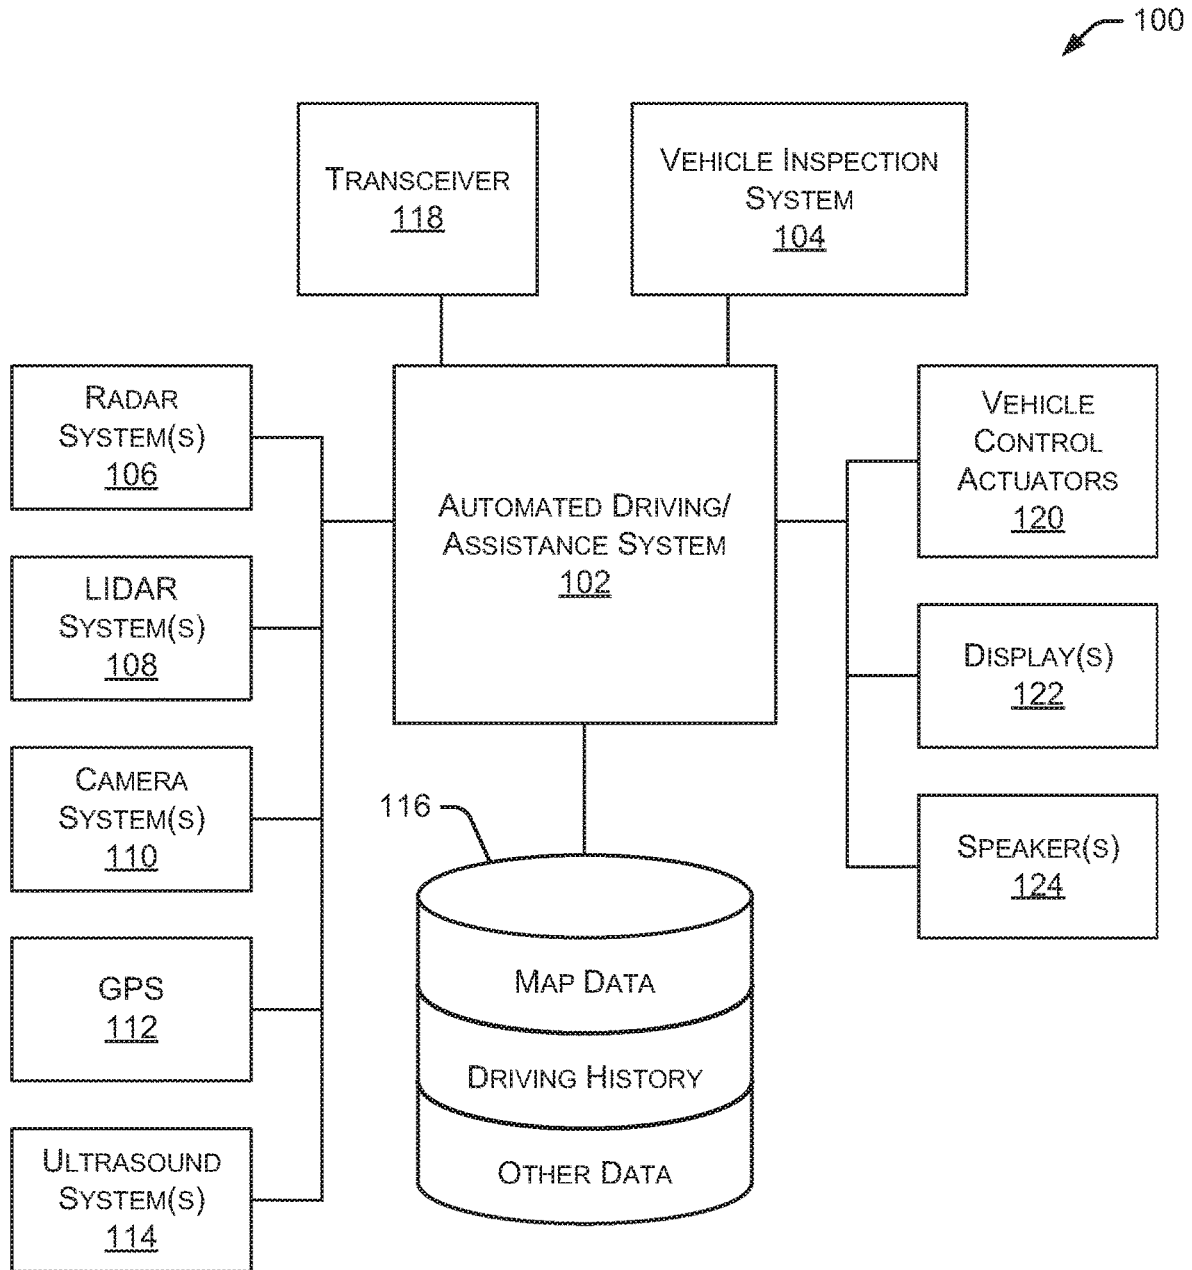 100
TRANSCEIVER
118
VEHICLE INSPECTION
SYSTEM
104
RADAR
SYSTEM(S)
106
LIDAR
SYSTEM(S)
108
CAMERA
SYSTEM(S)
110
GPS
112
ULTRASOUND
SYSTEM(S)
114
AUTOMATED DRIVING/
ASSISTANCE SYSTEM
102
116
MAP DATA
DRIVING HISTORY
OTHER DATA
VEHICLE
CONTROL
ACTUATORS
120
DISPLAY(S)
122
SPEAKER(S)
124